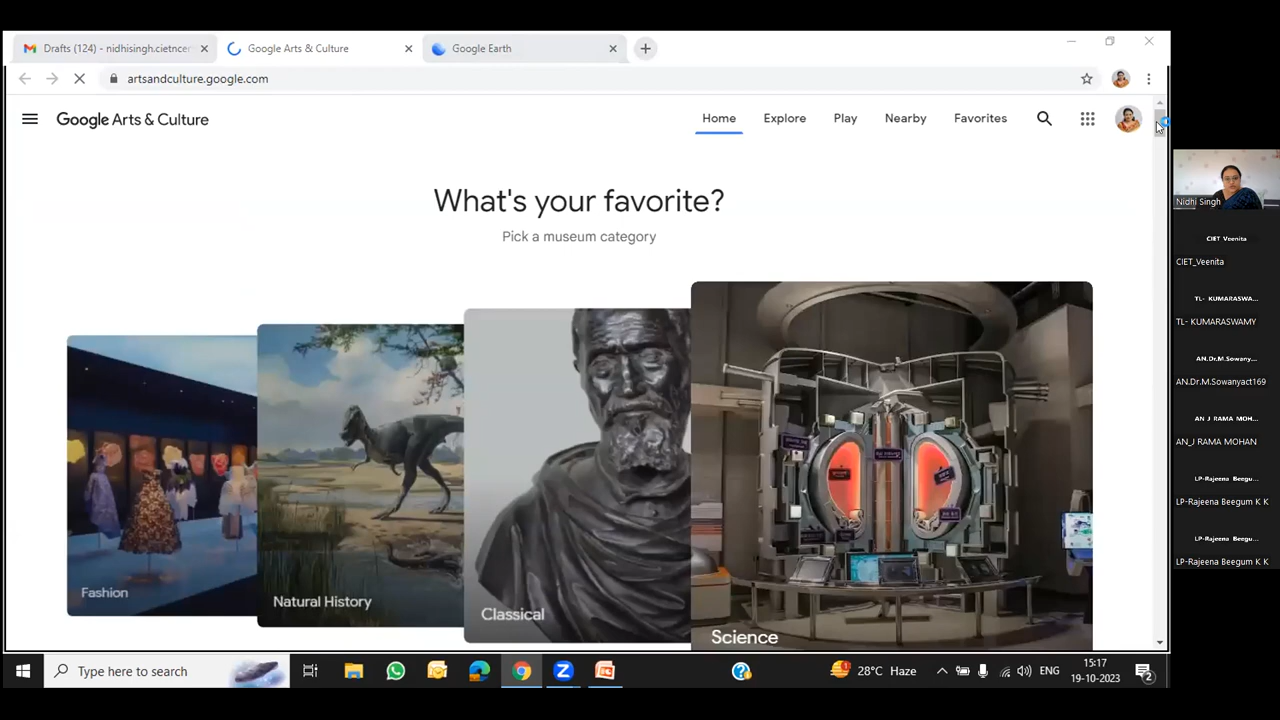 Drafts (124) - nidhisingh.cietncer
Google Arts & Culture
Google Earth
artsandculture.google.com
Google Arts & Culture
Home
Explore
Play
Nearby
Favorites
What's your favorite?
Pick a museum category
Fashion
Natural History
Classical
Science
Nidhi Singh
CIET Veenita
CIET_Veenita
TL- KUMARASWA...
TL- KUMARASWAMY
AN.Dr.M.Sowany...
AN.Dr.M.Sowanyact169
AN J RAMA MOH...
AN_J RAMA MOHAN
LP-Rajeena Beegu...
LP-Rajeena Beegum K K
LP-Rajeena Beegu...
LP-Rajeena Beegum K K
Type here to search
28°C Haze
ENG
15:17
19-10-2023
2